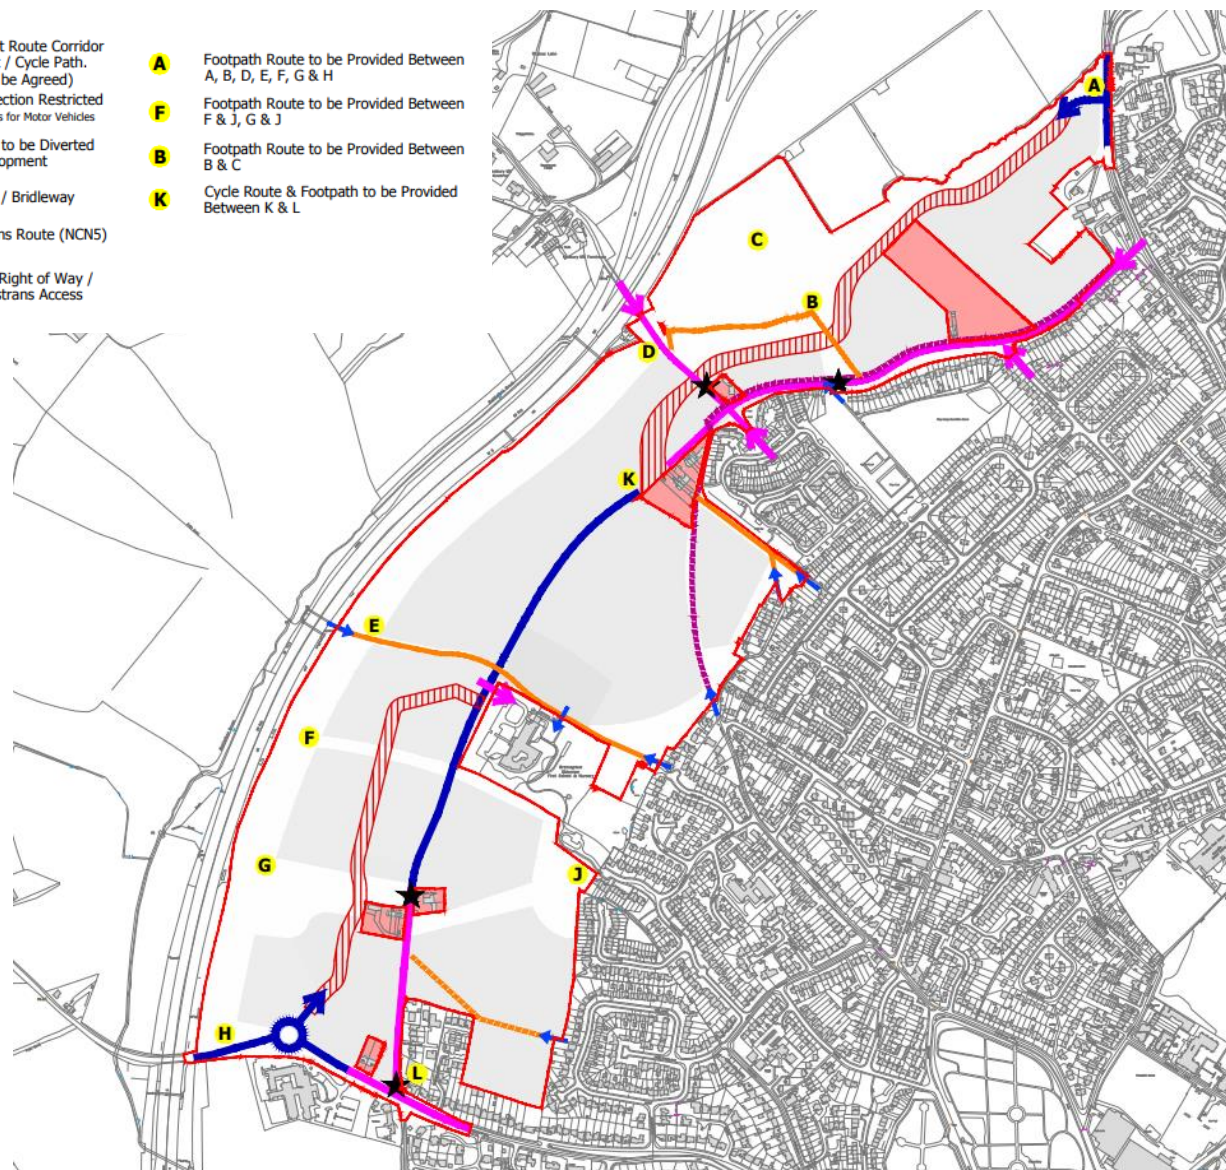 t Route Corridor
: / Cycle Path.
be Agreed)
ection Restricted
s for Motor Vehicles
to be Diverted
opment
/ Bridleway
ns Route (NCN5)
Right of Way /
strans Access
A Footpath Route to be Provided Between
A, B, D, E, F, G & H
F Footpath Route to be Provided Between
F & J, G & J
B Footpath Route to be Provided Between
B & C
K Cycle Route & Footpath to be Provided
Between K & L
A
C
B
D
K
E
F
G
J
H
L